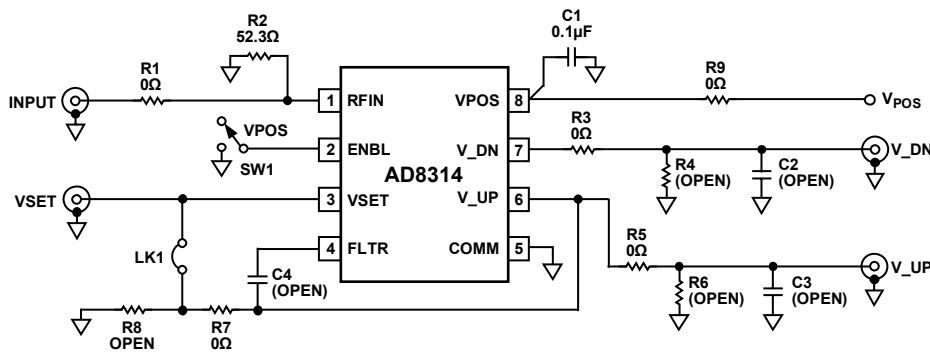 R2
52.3Ω
C1
0.1µF
R1
0Ω
R9
0Ω
INPUT
1 RFIN
VPOS 8
VPOS
VPOS
R3
0Ω
SW1
2 ENBL
V_DN 7
V_DN
AD8314
R4
(OPEN)
C2
(OPEN)
VSET
3 VSET
V_UP 6
LK1
4 FLTR
COMM 5
C4
(OPEN)
R5
0Ω
V_UP
R6
(OPEN)
C3
(OPEN)
R8
OPEN
R7
0Ω